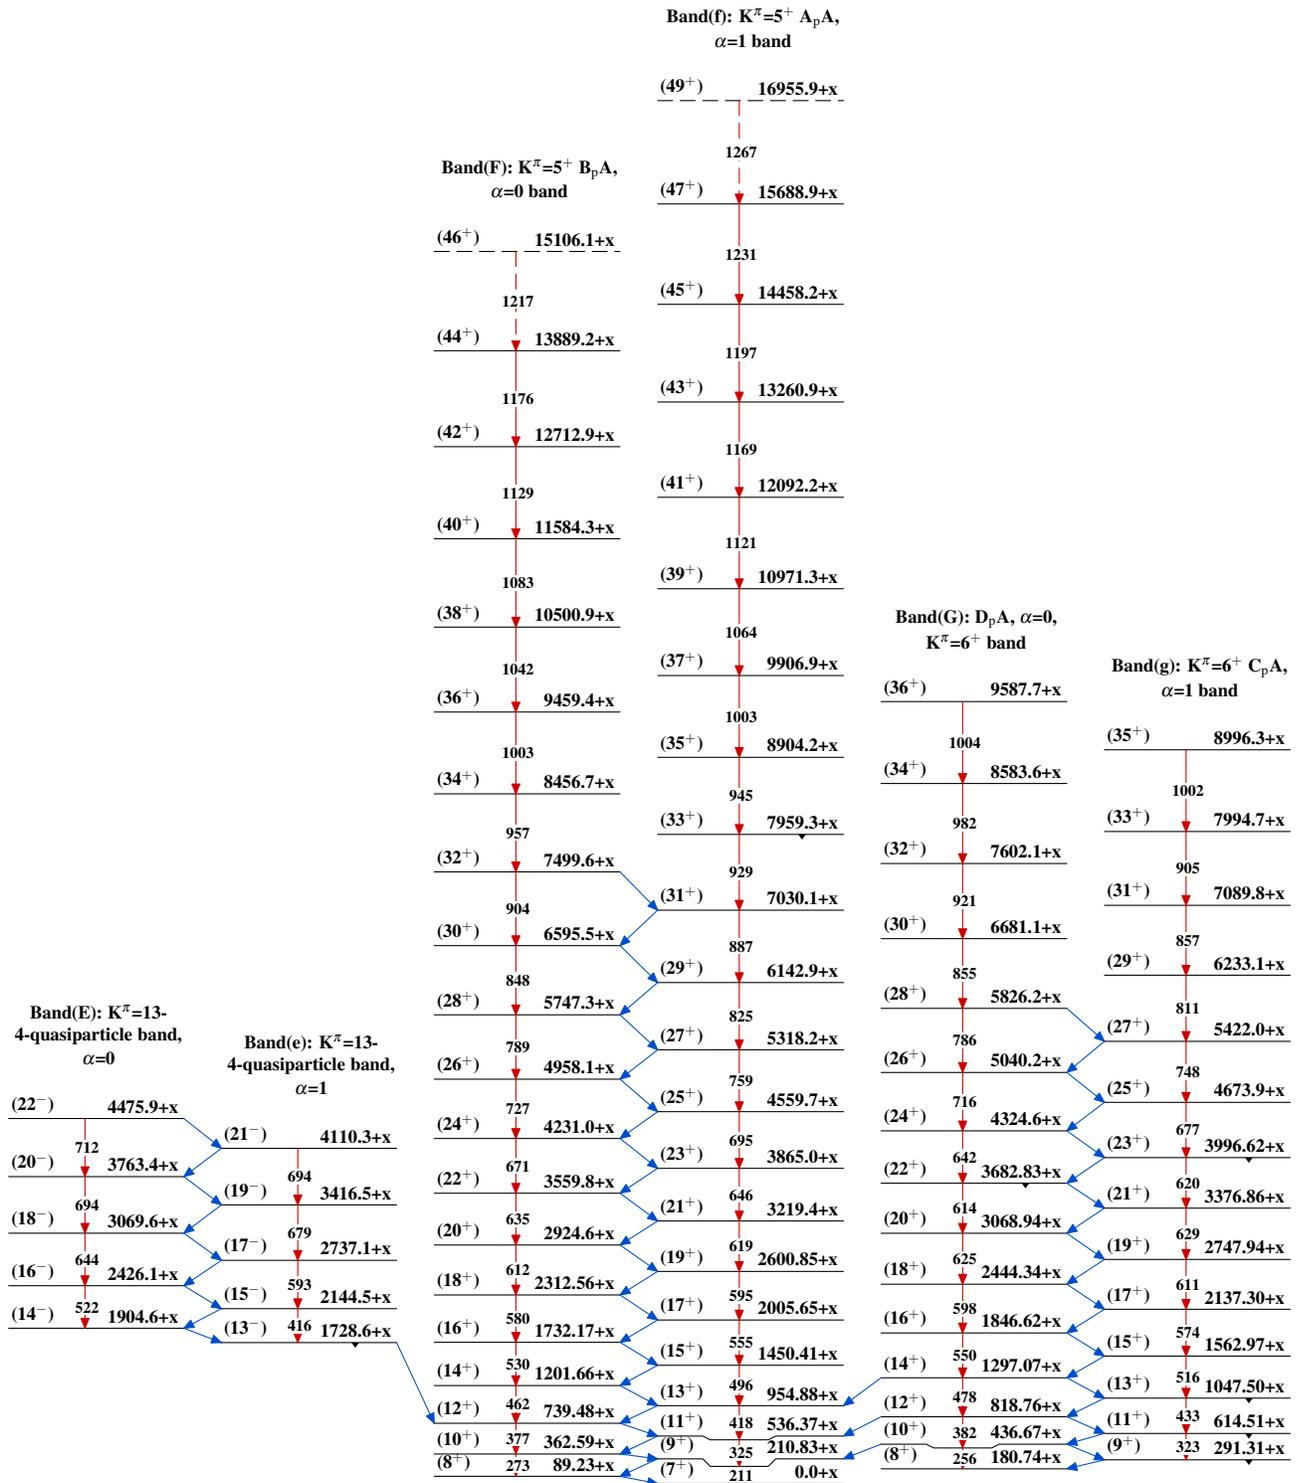 Band(f): K^π=5^+ A_pA,
α=1 band
(49^+) 16955.9+x
1267
(47^+) 15688.9+x
1231
(45^+) 14458.2+x
1197
(43^+) 13260.9+x
1169
(41^+) 12092.2+x
1121
(39^+) 10971.3+x
1064
(37^+) 9906.9+x
1003
(35^+) 8904.2+x
945
(33^+) 7959.3+x
929
(31^+) 7030.1+x
887
(29^+) 6142.9+x
825
(27^+) 5318.2+x
759
(25^+) 4559.7+x
695
(23^+) 3865.0+x
646
(21^+) 3219.4+x
619
(19^+) 2600.85+x
595
(17^+) 2005.65+x
555
(15^+) 1450.41+x
496
(13^+) 954.88+x
418
(11^+) 536.37+x
325
(9^+) 210.83+x
211
(7^+) 0.0+x
Band(F): K^π=5^+ B_pA,
α=0 band
(46^+) 15106.1+x
1217
(44^+) 13889.2+x
1176
(42^+) 12712.9+x
1129
(40^+) 11584.3+x
1083
(38^+) 10500.9+x
1042
(36^+) 9459.4+x
1003
(34^+) 8456.7+x
957
(32^+) 7499.6+x
904
(30^+) 6595.5+x
848
(28^+) 5747.3+x
789
(26^+) 4958.1+x
727
(24^+) 4231.0+x
671
(22^+) 3559.8+x
635
(20^+) 2924.6+x
612
(18^+) 2312.56+x
580
(16^+) 1732.17+x
530
(14^+) 1201.66+x
462
(12^+) 739.48+x
377
(10^+) 362.59+x
273
(8^+) 89.23+x
Band(G): D_pA, α=0,
K^π=6^+ band
(36^+) 9587.7+x
1004
(34^+) 8583.6+x
982
(32^+) 7602.1+x
921
(30^+) 6681.1+x
855
(28^+) 5826.2+x
786
(26^+) 5040.2+x
716
(24^+) 4324.6+x
642
(22^+) 3682.83+x
614
(20^+) 3068.94+x
625
(18^+) 2444.34+x
598
(16^+) 1846.62+x
550
(14^+) 1297.07+x
478
(12^+) 818.76+x
382
(10^+) 436.67+x
256
(8^+) 180.74+x
Band(g): K^π=6^+ C_pA,
α=1 band
(35^+) 8996.3+x
1002
(33^+) 7994.7+x
905
(31^+) 7089.8+x
857
(29^+) 6233.1+x
811
(27^+) 5422.0+x
748
(25^+) 4673.9+x
677
(23^+) 3996.62+x
620
(21^+) 3376.86+x
629
(19^+) 2747.94+x
611
(17^+) 2137.30+x
574
(15^+) 1562.97+x
516
(13^+) 1047.50+x
433
(11^+) 614.51+x
323
(9^+) 291.31+x
Band(E): K^π=13-
4-quasiparticle band,
α=0
(22^−) 4475.9+x
712
(20^−) 3763.4+x
694
(18^−) 3069.6+x
644
(16^−) 2426.1+x
522
(14^−) 1904.6+x
Band(e): K^π=13-
4-quasiparticle band,
α=1
(21^−) 4110.3+x
694
(19^−) 3416.5+x
679
(17^−) 2737.1+x
593
(15^−) 2144.5+x
416
(13^−) 1728.6+x